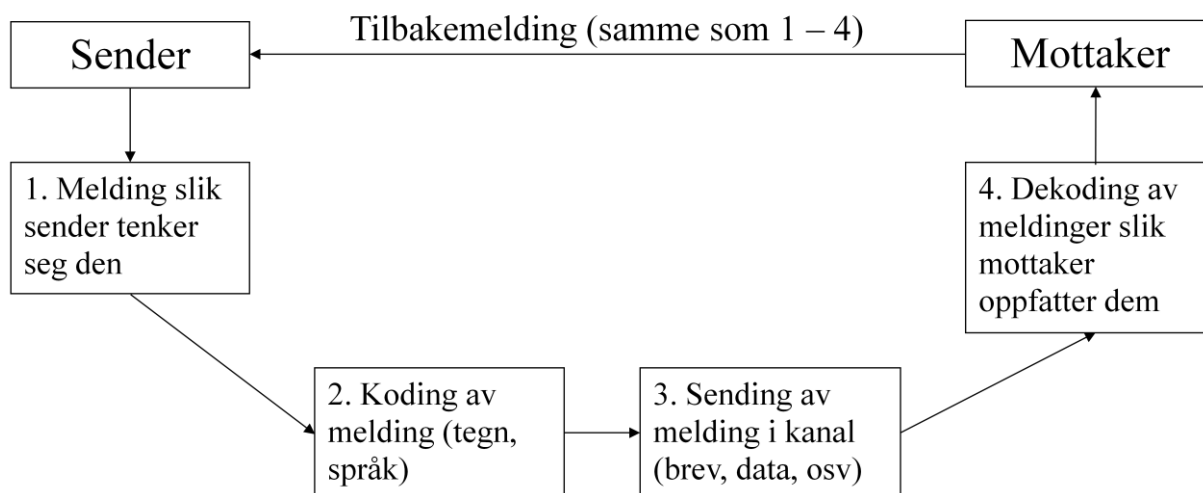 Tilbakemelding (samme som 1 – 4)
Sender
Mottaker
1. Melding slik
sender tenker
seg den
2. Koding av
melding (tegn,
språk)
3. Sending av
melding i kanal
(brev, data, osv)
4. Dekoding av
meldinger slik
mottaker
oppfatter dem